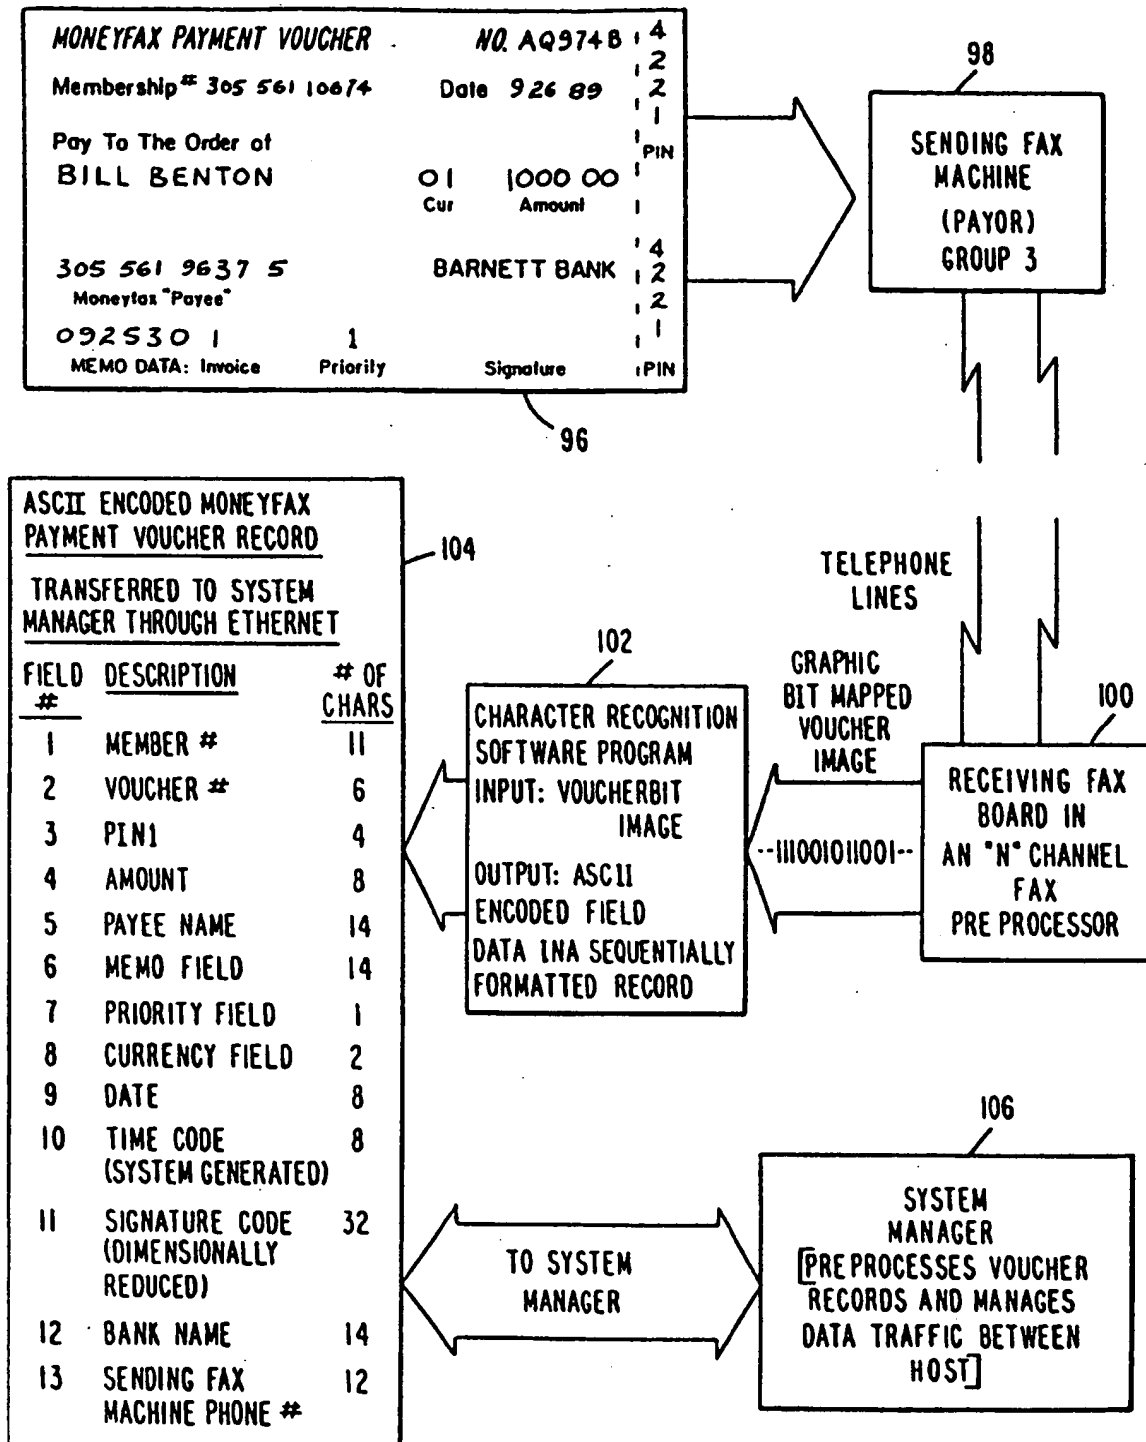 MONEYFAX PAYMENT VOUCHER NO. AQ974B
Membership# 305 561 10674 Date 9 26 89
Pay To The Order of
BILL BENTON 01 1000 00
Cur Amount
305 561 9637 5 BARNETT BANK
Moneyfax "Payee"
092530 1 1
MEMO DATA: Invoice Priority Signature
4
2
2
1
PIN
4
2
2
1
PIN
96
98
SENDING FAX
MACHINE
(PAYOR)
GROUP 3
TELEPHONE
LINES
100
RECEIVING FAX
BOARD IN
AN "N" CHANNEL
FAX
PRE PROCESSOR
GRAPHIC
BIT MAPPED
VOUCHER
IMAGE
--111001011001--
102
CHARACTER RECOGNITION
SOFTWARE PROGRAM
INPUT: VOUCHERBIT
IMAGE
OUTPUT: ASC11
ENCODED FIELD
DATA INA SEQUENTIALLY
FORMATTED RECORD
104
ASCII ENCODED MONEYFAX
PAYMENT VOUCHER RECORD
TRANSFERRED TO SYSTEM
MANAGER THROUGH ETHERNET
FIELD DESCRIPTION # OF
# CHARS
1 MEMBER # 11
2 VOUCHER # 6
3 PIN1 4
4 AMOUNT 8
5 PAYEE NAME 14
6 MEMO FIELD 14
7 PRIORITY FIELD 1
8 CURRENCY FIELD 2
9 DATE 8
10 TIME CODE 8
(SYSTEM GENERATED)
11 SIGNATURE CODE 32
(DIMENSIONALLY
REDUCED)
12 BANK NAME 14
13 SENDING FAX 12
MACHINE PHONE #
TO SYSTEM
MANAGER
106
SYSTEM
MANAGER
[PREPROCESSES VOUCHER
RECORDS AND MANAGES
DATA TRAFFIC BETWEEN
HOST]